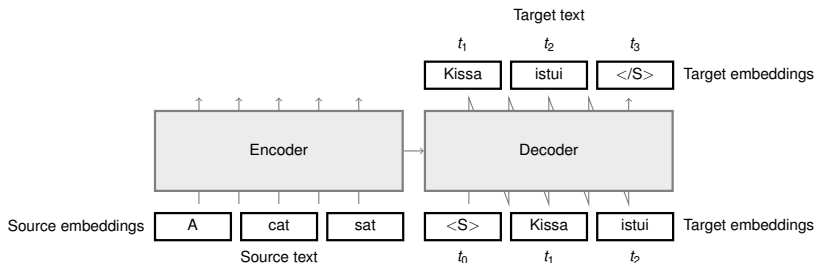 Target text
t1 t2 t3
Kissa istui </S> Target embeddings
Encoder Decoder
Source embeddings A cat sat <S> Kissa istui Target embeddings
Source text t0 t1 t2